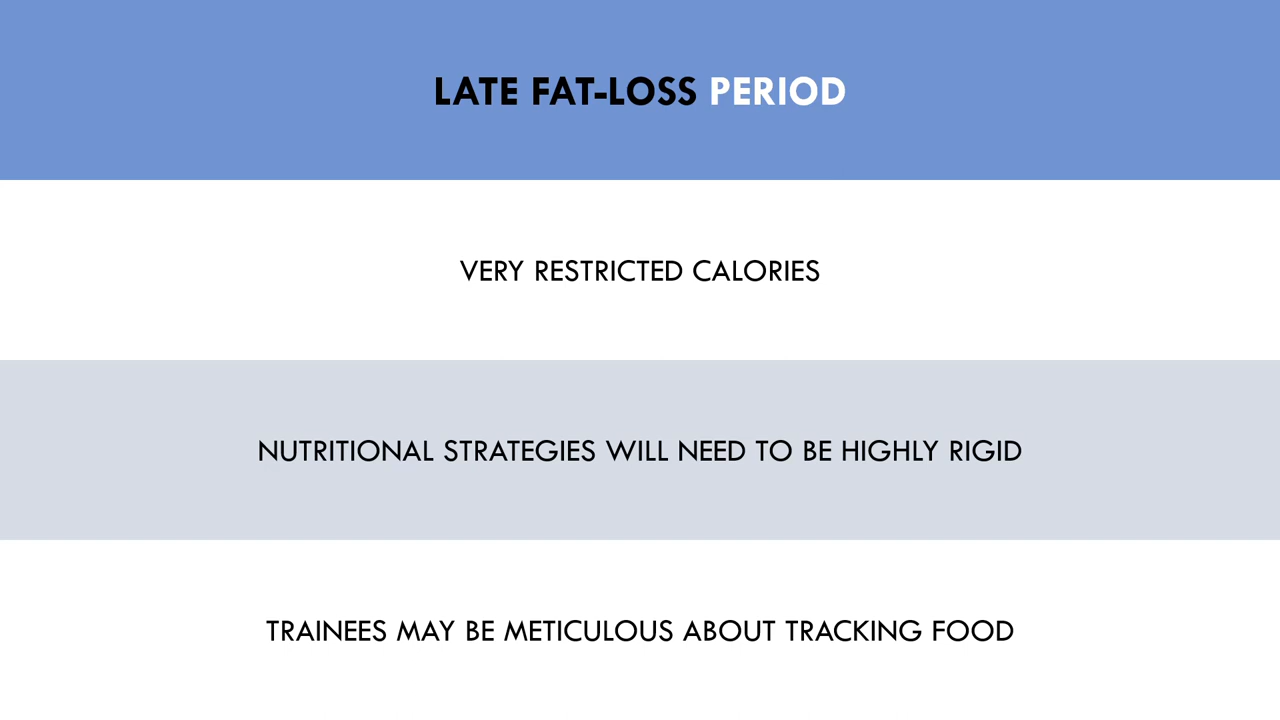 LATE FAT-LOSS PERIOD
VERY RESTRICTED CALORIES
NUTRITIONAL STRATEGIES WILL NEED TO BE HIGHLY RIGID
TRAINEES MAY BE METICULOUS ABOUT TRACKING FOOD